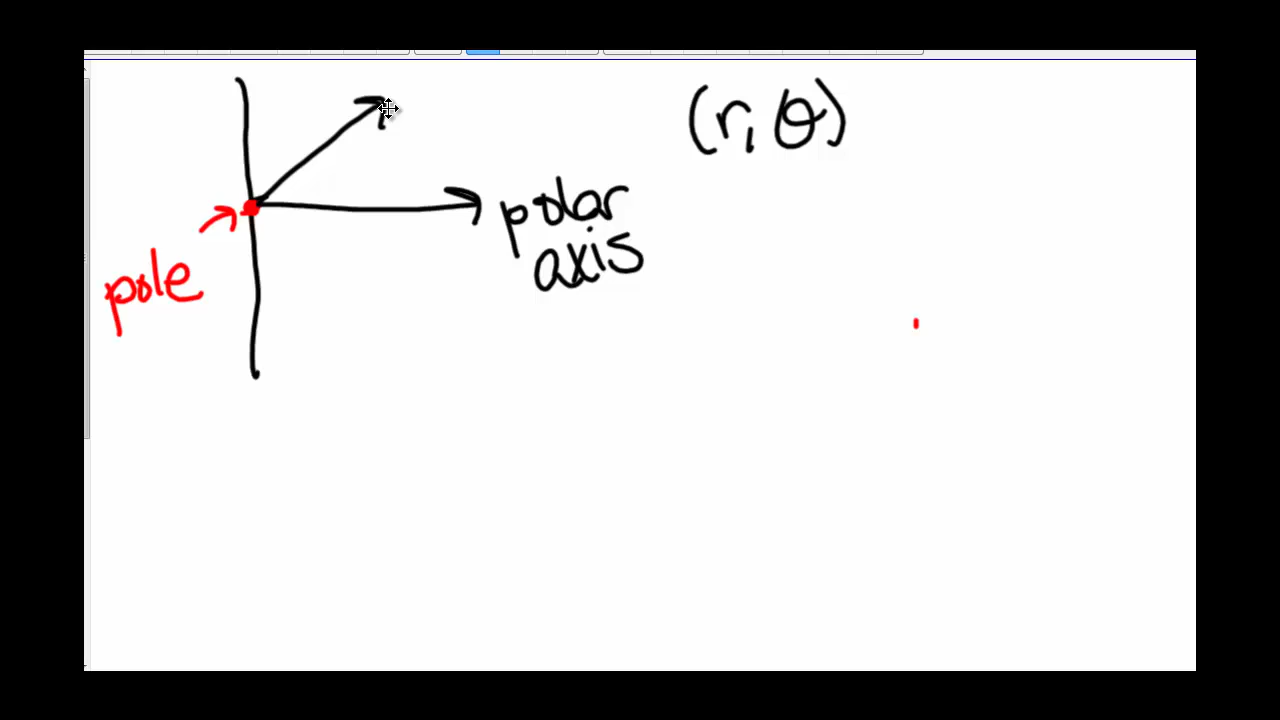 (r, θ)
polar
axis
pole